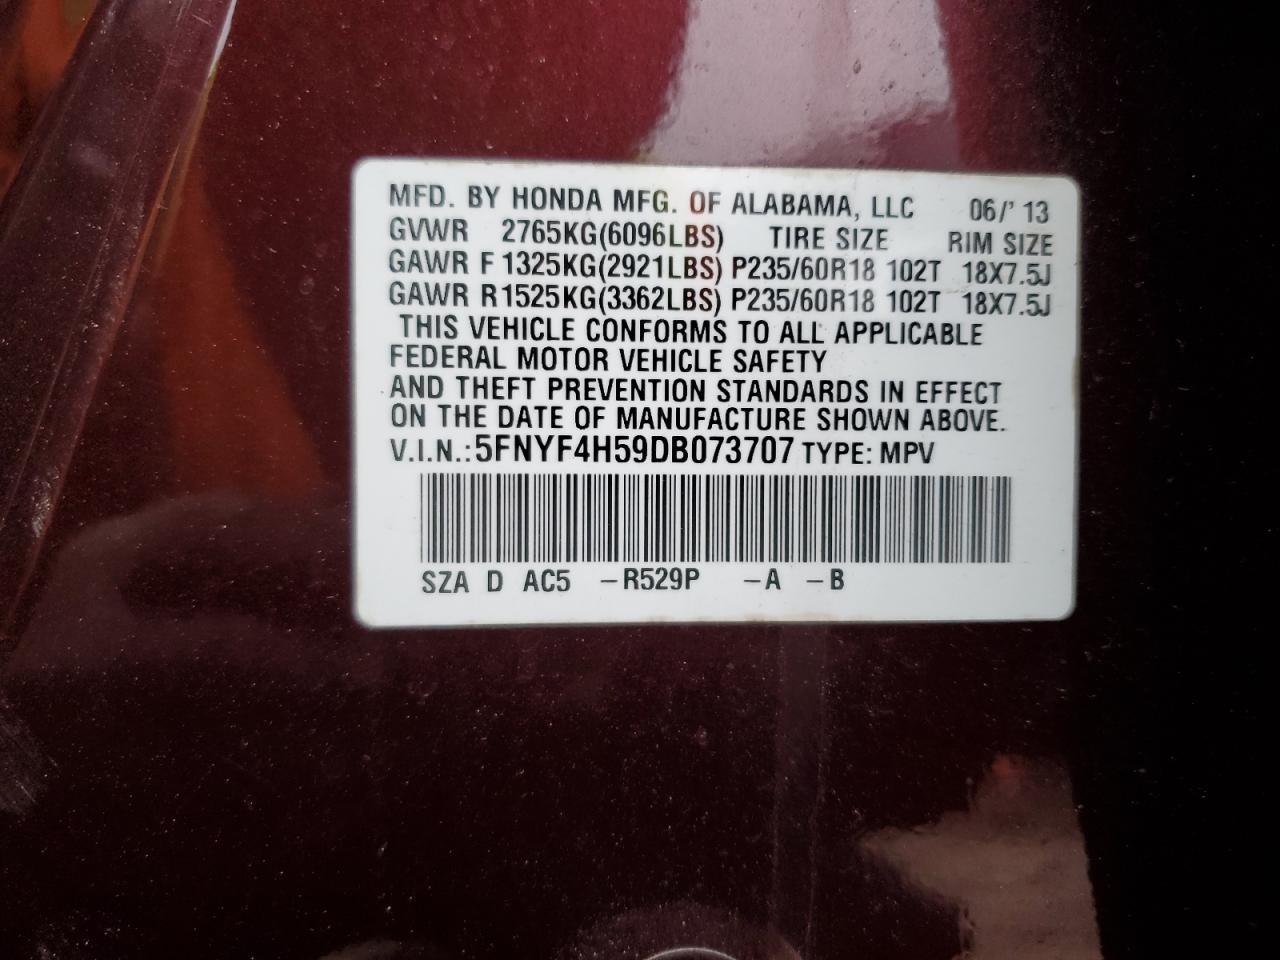 MFD. BY HONDA MFG. OF ALABAMA, LLC 06/' 13
GVWR 2765KG(6096LBS) TIRE SIZE RIM SIZE
GAWR F 1325KG(2921LBS) P235/60R18 102T 18X7.5J
GAWR R1525KG(3362LBS) P235/60R18 102T 18X7.5J
THIS VEHICLE CONFORMS TO ALL APPLICABLE
FEDERAL MOTOR VEHICLE SAFETY
AND THEFT PREVENTION STANDARDS IN EFFECT
ON THE DATE OF MANUFACTURE SHOWN ABOVE.
V.I.N.: 5FNYF4H59DB073707 TYPE: MPV
SZA D AC5 –R529P –A –B